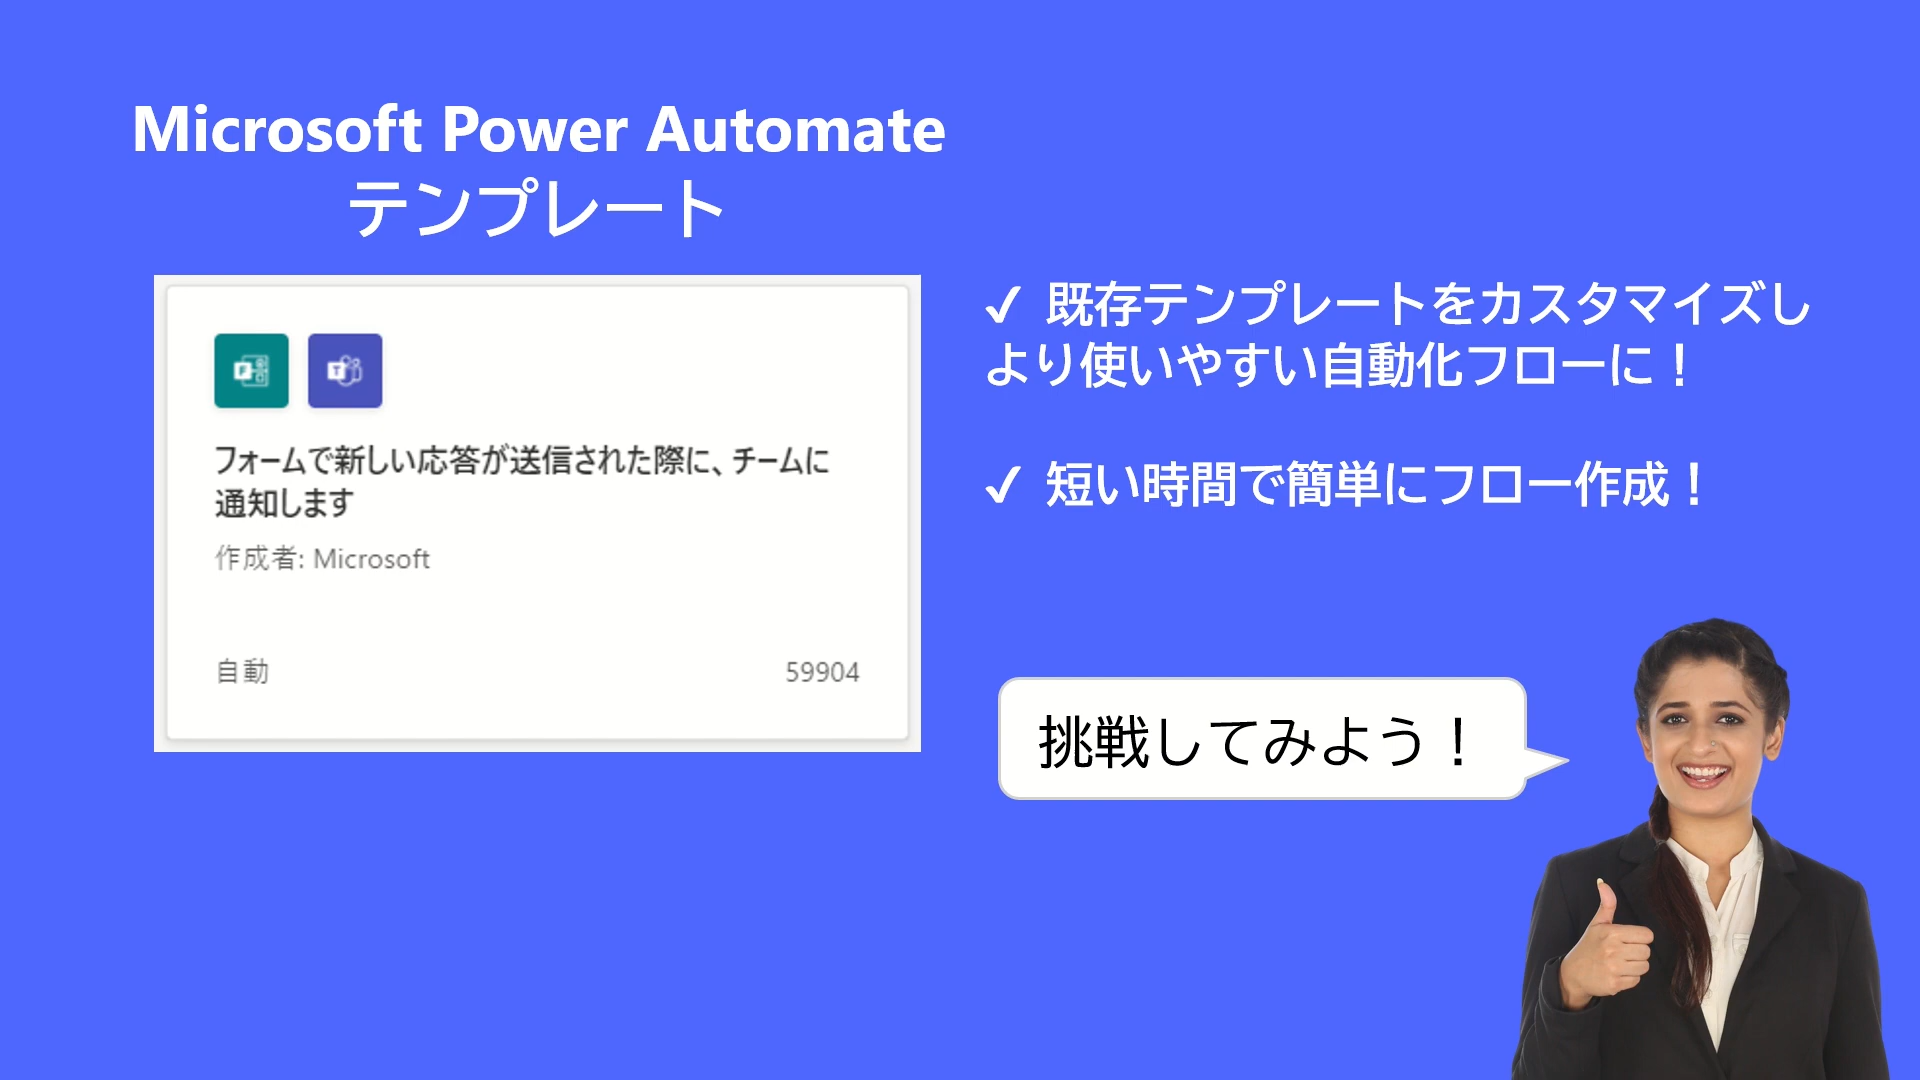 Microsoft Power Automate
テンプレート
フォームで新しい応答が送信された際に、チームに
通知します
作成者: Microsoft
自動 59904
✓ 既存テンプレートをカスタマイズし
より使いやすい自動化フローに！
✓ 短い時間で簡単にフロー作成！
挑戦してみよう！